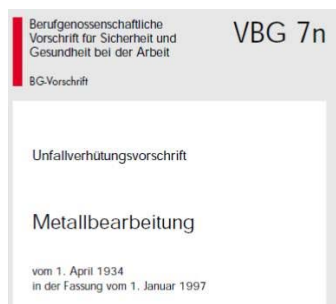 Berufgenossenschaftliche
Vorschrift für Sicherheit und
Gesundheit bei der Arbeit
VBG 7n
BG-Vorschrift
Unfallverhütungsvorschrift
Metallbearbeitung
vom 1. April 1934
in der Fassung vom 1. Januar 1997